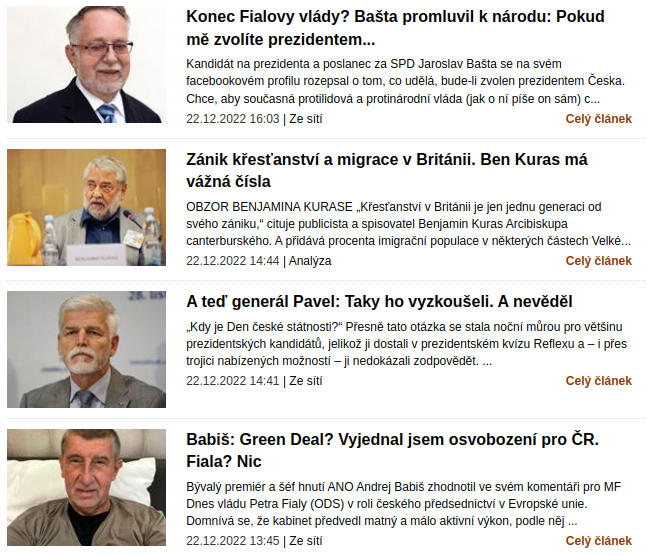 Konec Fialovy vlády? Bašta promluvil k národu: Pokud
mě zvolíte prezidentem...
Kandidát na prezidenta a poslanec za SPD Jaroslav Bašta se na svém
facebookovém profilu rozepsal o tom, co udělá, bude-li zvolen prezidentem Česka.
Chce, aby současná protilidová a protinárodní vláda (jak o ní píše on sám) c...
22.12.2022 16:03 | Ze sítí Celý článek
Zánik křesťanství a migrace v Británii. Ben Kuras má
vážná čísla
OBZOR BENJAMINA KURASE „Křesťanství v Británii je jen jednu generaci od
svého zániku,“ cituje publicista a spisovatel Benjamin Kuras Arcibiskupa
canterburského. A přidává procenta imigrační populace v některých částech Velké...
BENJAMIN KURAS
22.12.2022 14:44 | Analýza Celý článek
A teď generál Pavel: Taky ho vyzkoušeli. A nevěděl
28. list
„Kdy je Den české státnosti?“ Přesně tato otázka se stala noční můrou pro většinu
prezidentských kandidátů, jelikož ji dostali v prezidentském kvízu Reflexu a – i přes
trojici nabízených možností – ji nedokázali zodpovědět. ...
22.12.2022 14:41 | Ze sítí Celý článek
Babiš: Green Deal? Vyjednal jsem osvobození pro ČR.
Fiala? Nic
Bývalý premiér a šéf hnutí ANO Andrej Babiš zhodnotil ve svém komentáři pro MF
Dnes vládu Petra Fialy (ODS) v roli českého předsednictví v Evropské unie.
Domnívá se, že kabinet předvedl matný a málo aktivní výkon, podle něj ...
22.12.2022 13:45 | Ze sítí Celý článek